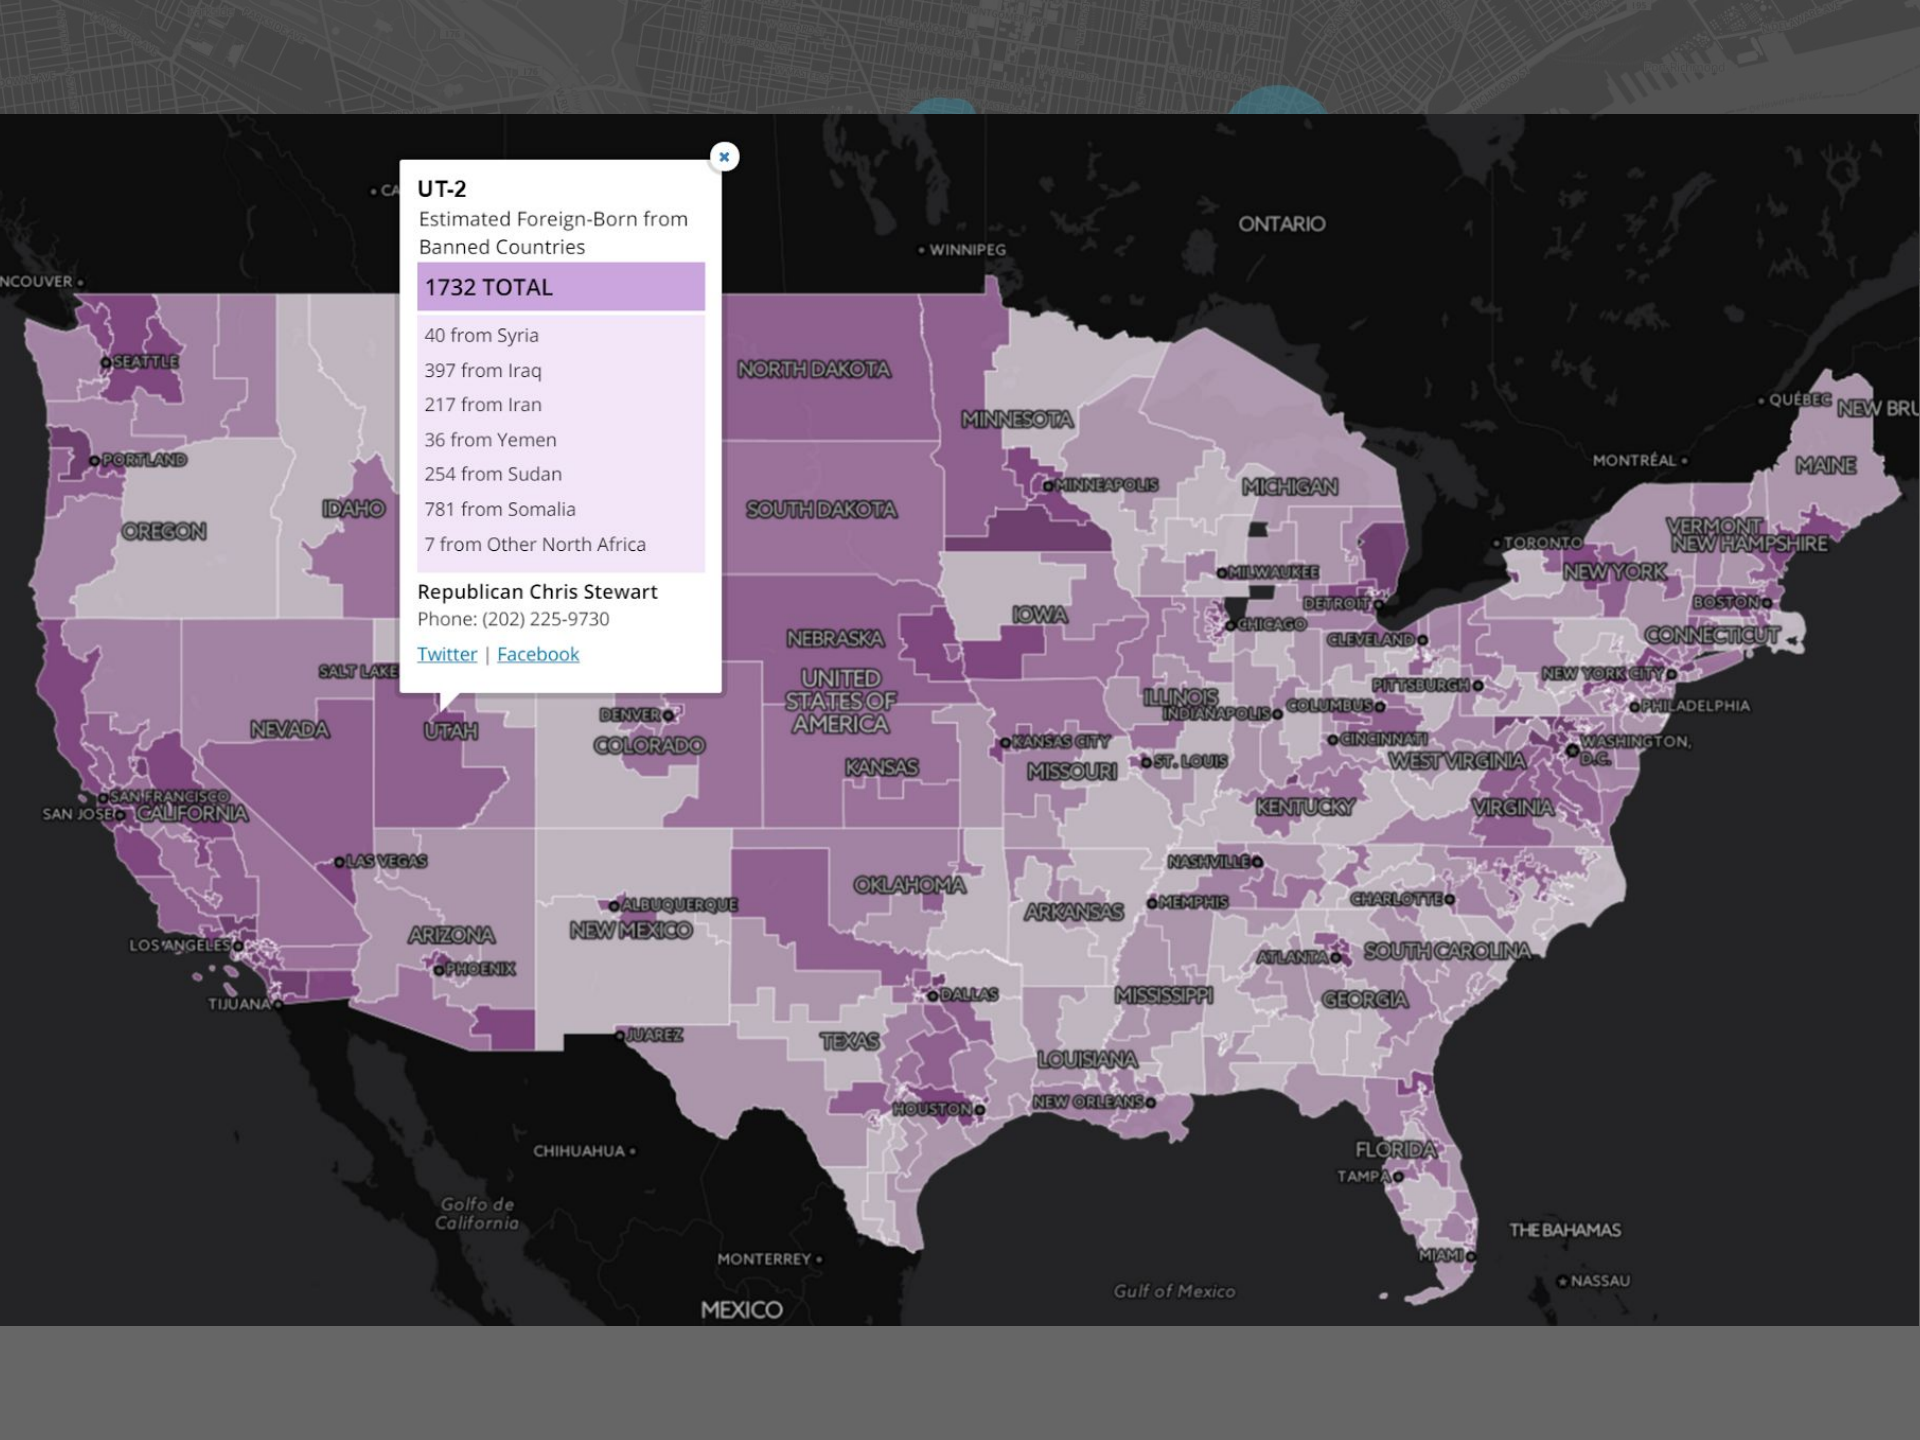 UT-2
Estimated Foreign-Born from
Banned Countries
1732 TOTAL
40 from Syria
397 from Iraq
217 from Iran
36 from Yemen
254 from Sudan
781 from Somalia
7 from Other North Africa
Republican Chris Stewart
Phone: (202) 225-9730
Twitter | Facebook
CA
ONTARIO
WINNIPEG
NCOUVER
SEATTLE
NORTH DAKOTA
MINNESOTA
QUÉBEC
NEW BRU
PORTLAND
MONTRÉAL
MAINE
MINNEAPOLIS
MICHIGAN
IDAHO
SOUTH DAKOTA
OREGON
VERMONT
NEW HAMPSHIRE
TORONTO
MILWAUKEE
NEW YORK
DETROIT
BOSTON
IOWA
CHICAGO
NEBRASKA
CLEVELAND
CONNECTICUT
SALT LAKE
UNITED
STATES OF
AMERICA
PITTSBURGH
NEW YORK CITY
ILLINOIS
INDIANAPOLIS
COLUMBUS
PHILADELPHIA
DENVER
NEVADA
UTAH
COLORADO
KANSAS CITY
CINCINNATI
WASHINGTON,
D.C.
KANSAS
MISSOURI
ST. LOUIS
WEST VIRGINIA
SAN FRANCISCO
SAN JOSE
CALIFORNIA
KENTUCKY
VIRGINIA
LAS VEGAS
NASHVILLE
OKLAHOMA
ALBUQUERQUE
NEW MEXICO
ARKANSAS
MEMPHIS
CHARLOTTE
LOS ANGELES
ARIZONA
PHOENIX
ATLANTA
SOUTH CAROLINA
TIJUANA
DALLAS
MISSISSIPPI
GEORGIA
JUAREZ
TEXAS
LOUISIANA
HOUSTON
NEW ORLEANS
CHIHUAHUA
FLORIDA
TAMPA
Golfo de
California
THE BAHAMAS
MONTERREY
MIAMI
NASSAU
Gulf of Mexico
MEXICO